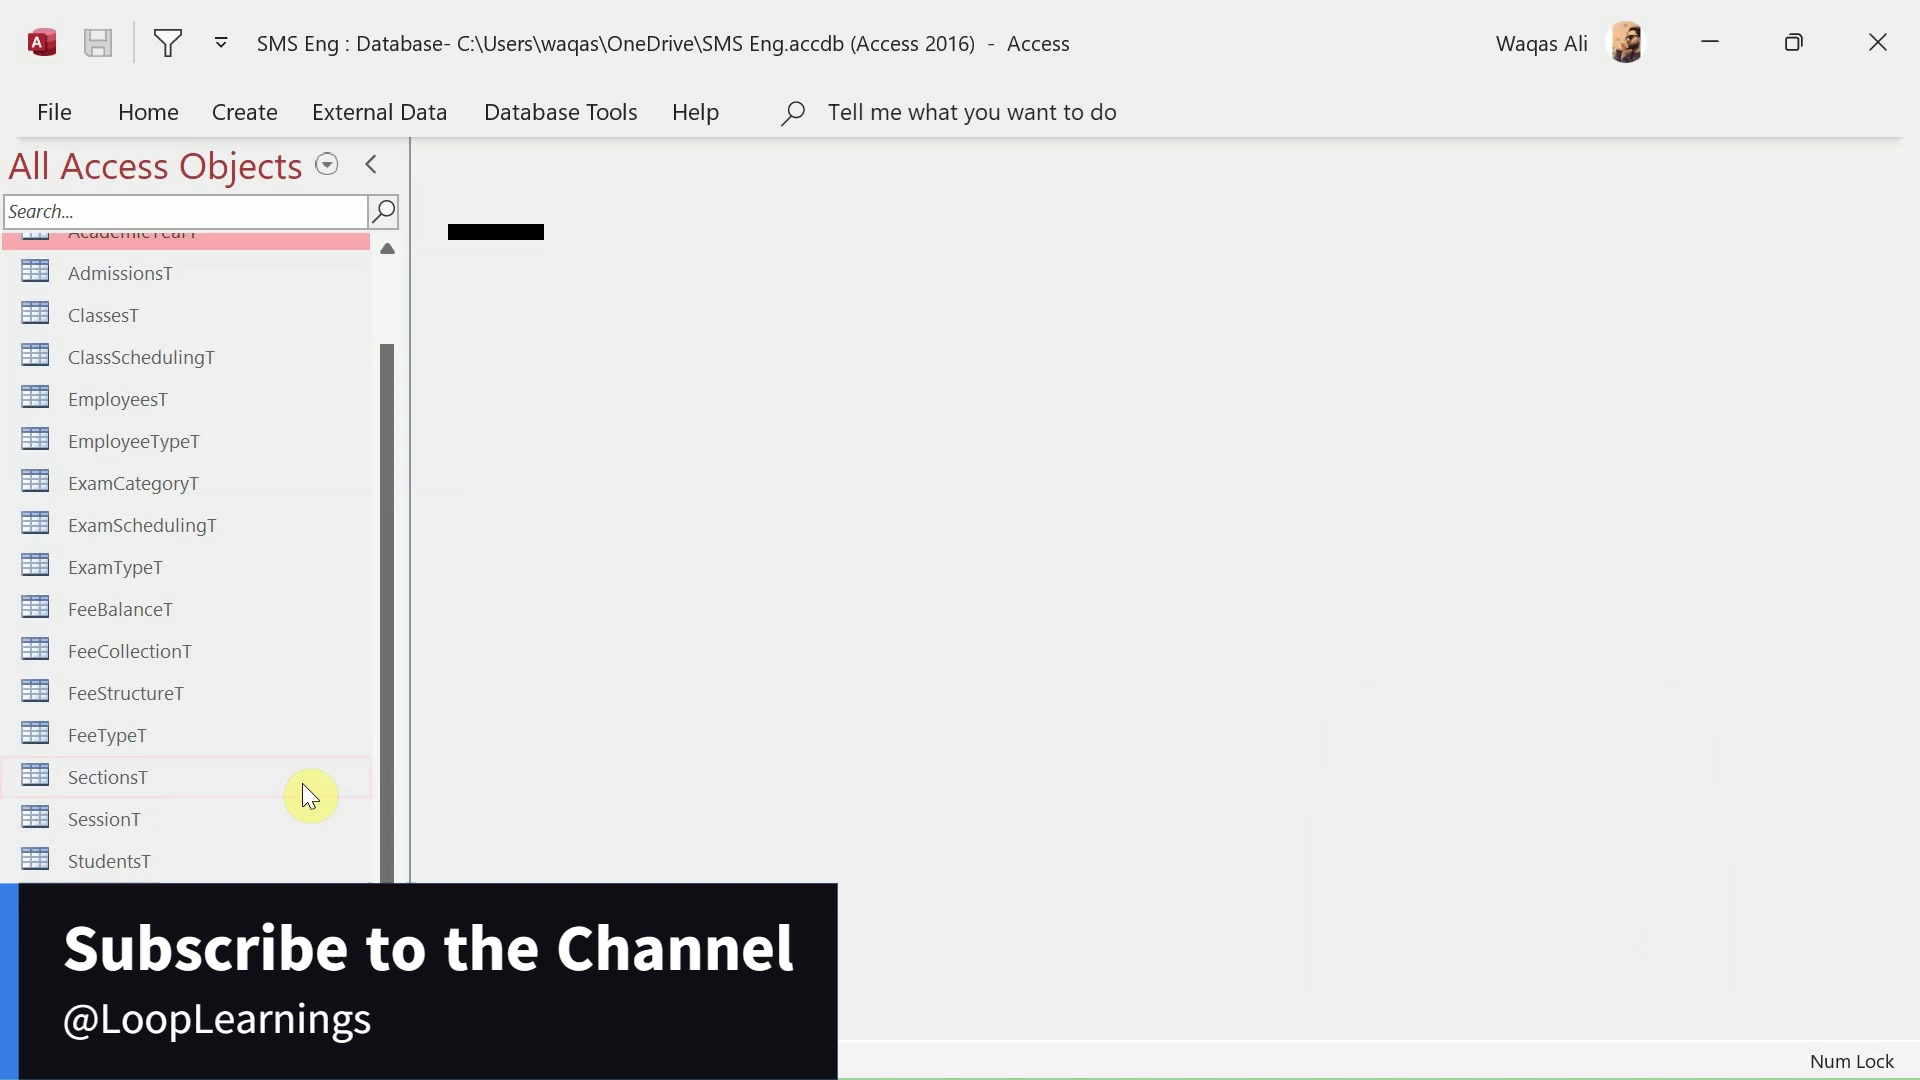 SMS Eng : Database- C:\Users\waqas\OneDrive\SMS Eng.accdb (Access 2016) - Access
Waqas Ali
File Home Create External Data Database Tools Help Tell me what you want to do
All Access Objects
Search...
AcademicYearT
AdmissionsT
ClassesT
ClassSchedulingT
EmployeesT
EmployeeTypeT
ExamCategoryT
ExamSchedulingT
ExamTypeT
FeeBalanceT
FeeCollectionT
FeeStructureT
FeeTypeT
SectionsT
SessionT
StudentsT
Subscribe to the Channel
@LoopLearnings
Num Lock